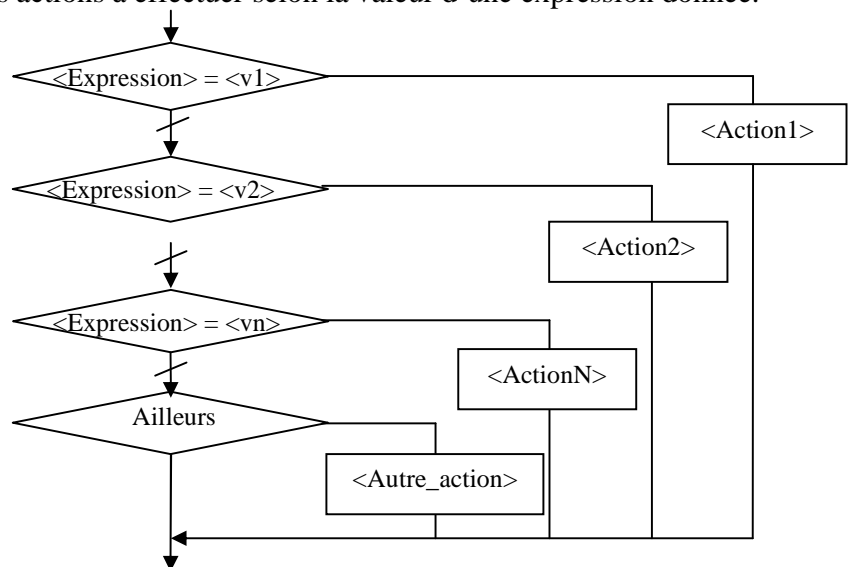 actions à effectuer selon la valeur d'une expression donnée.
<Expression> = <v1>
<Action1>
<Expression> = <v2>
<Action2>
<Expression> = <vn>
<ActionN>
Ailleurs
<Autre_action>